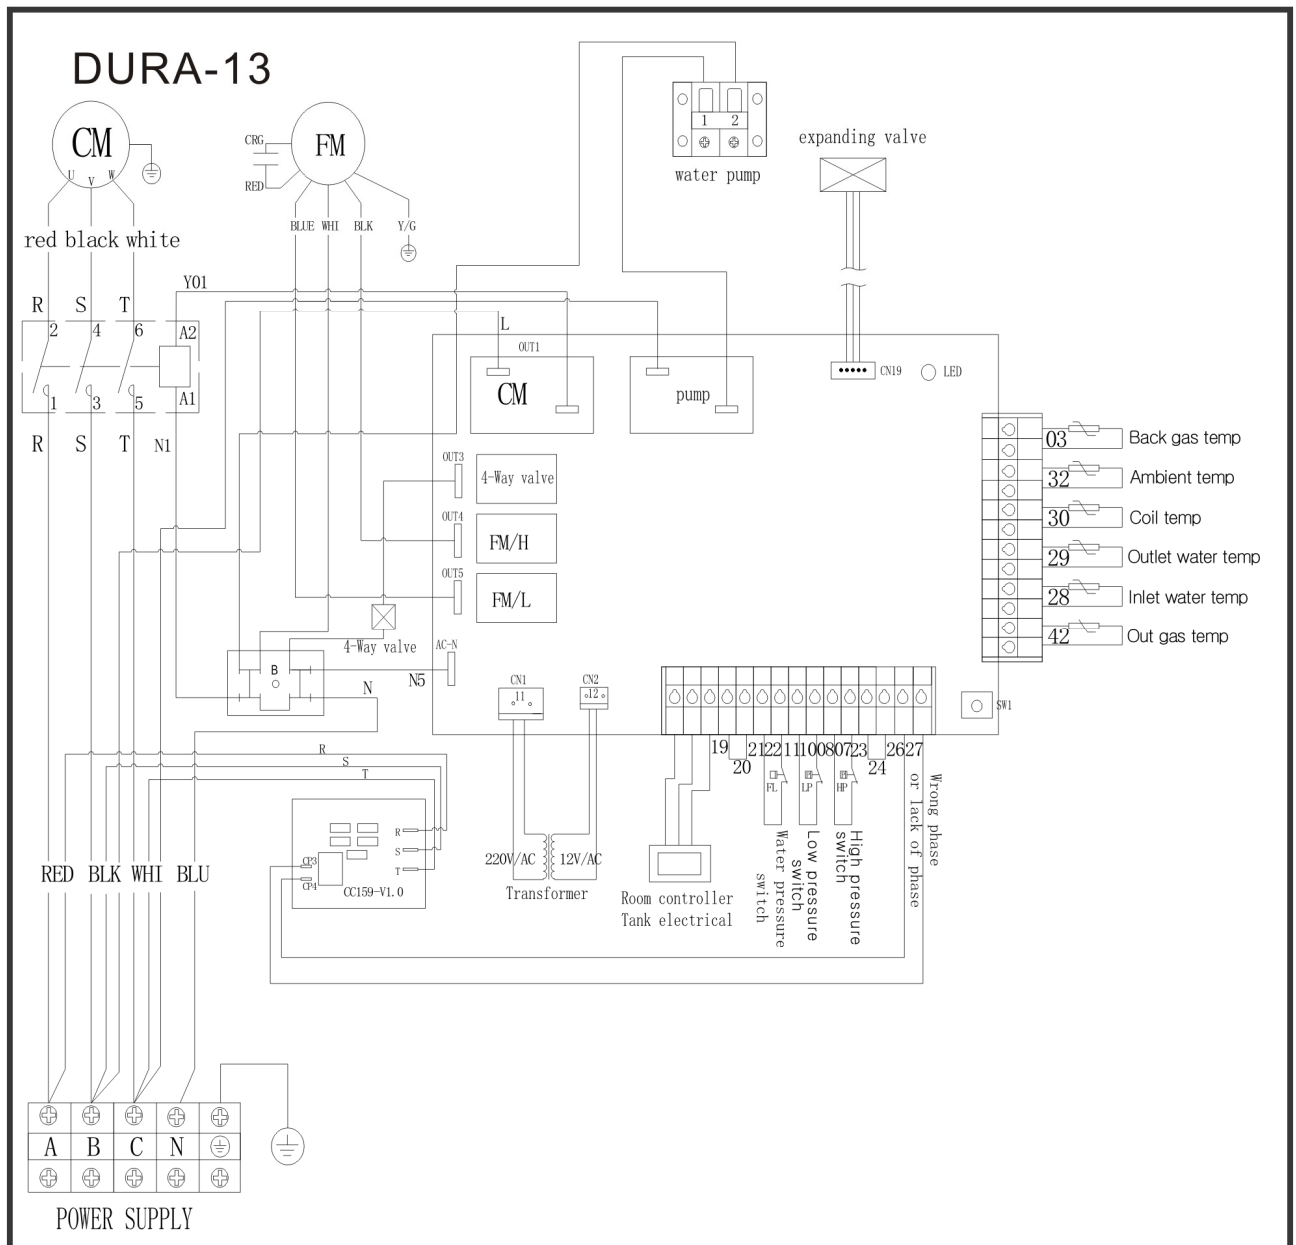 DURA-13
CM
U V W
CRG
RED
FM
1 2
water pump
expanding valve
BLUE WHI BLK Y/G
red black white
Y01
R S T
2 4 6 A2
L
OUT1
CM
pump
CN19
LED
1 3 5 A1
R S T N1
OUT3
4-Way valve
OUT4
FM/H
OUT5
FM/L
4-Way valve
AC-N
B
N5
N
03 Back gas temp
32 Ambient temp
30 Coil temp
29 Outlet water temp
28 Inlet water temp
42 Out gas temp
CN1
11
CN2
12
SW1
19 20 21 22 11 10 08 07 23 24 26 27
R
S
T
FL LP HP
R
S
T
CP3
CP4
CC159-V1.0
220V/AC 12V/AC
Transformer
Room controller
Tank electrical
Water pressure
switch
Low pressure
switch
High pressure
switch
Wrong phase
or lack of phase
RED BLK WHI BLU
A B C N
POWER SUPPLY